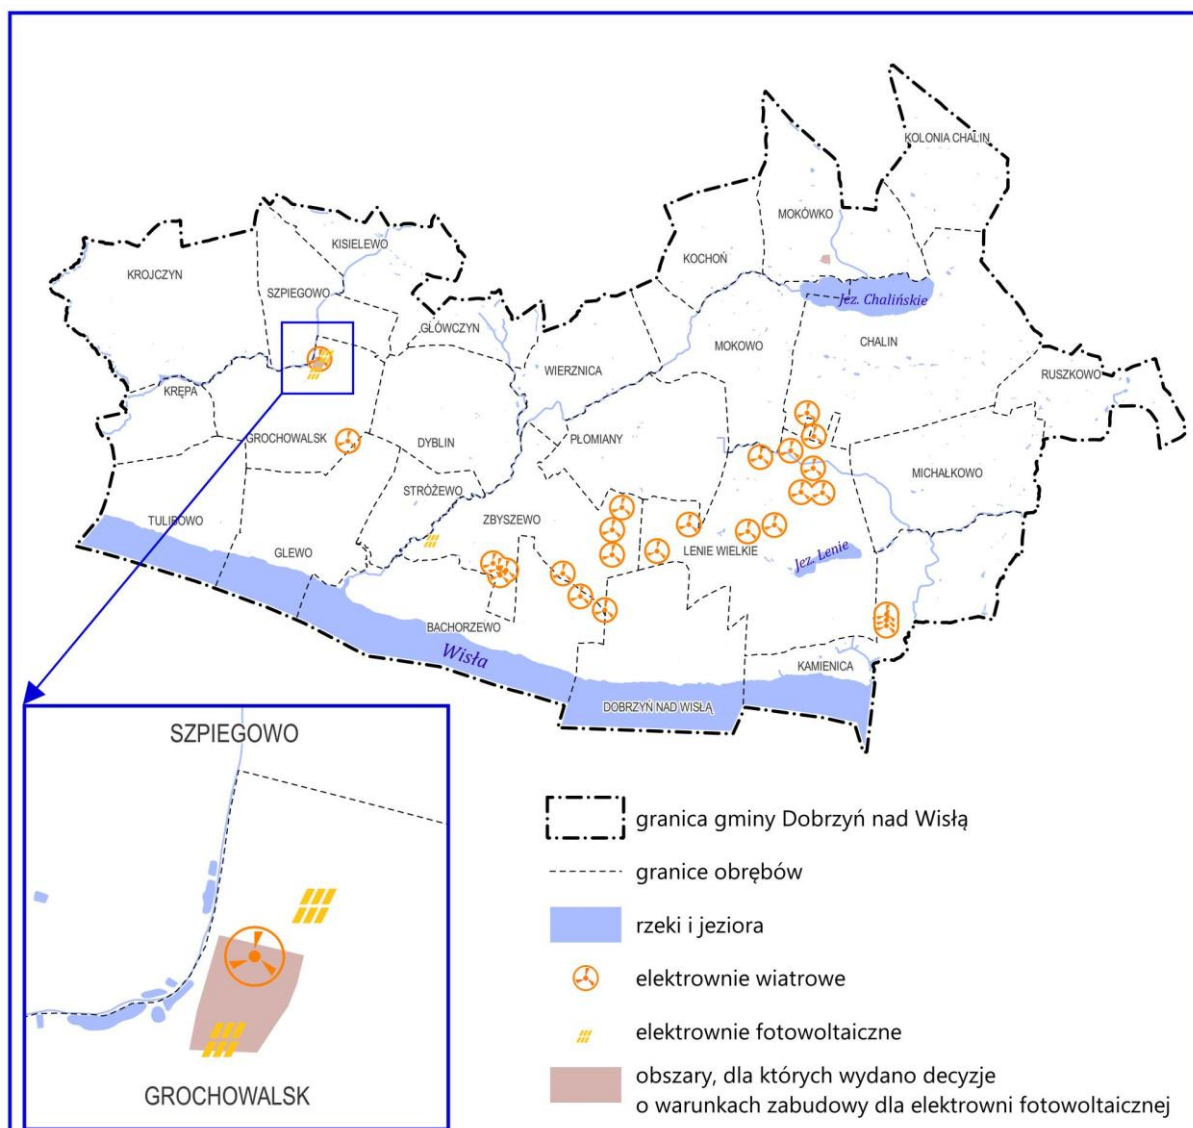 KOLONIA CHALIN
MOKÓWKO
KISIELEWO
KOCHOŃ
KROJCZYN
SZPIEGOWO
Jez. Chalińskie
GŁÓWCZYN
MOKOWO
CHALIN
WIERZNICA
RUSZKOWO
KRĘPA
GROCHOWALSK
DYBLIN
PŁOMIANY
MICHAŁKOWO
STRÓŻEWO
TULIBOWO
ZBYSZEWO
GLEWO
LENIE WIELKIE
Jez. Lenie
BACHORZEWO
Wisła
KAMIENICA
DOBRZYŃ NAD WISŁĄ
SZPIEGOWO
GROCHOWALSK
granica gminy Dobrzyń nad Wisłą
granice obrębów
rzeki i jeziora
elektrownie wiatrowe
elektrownie fotowoltaiczne
obszary, dla których wydano decyzje
o warunkach zabudowy dla elektrowni fotowoltaicznej